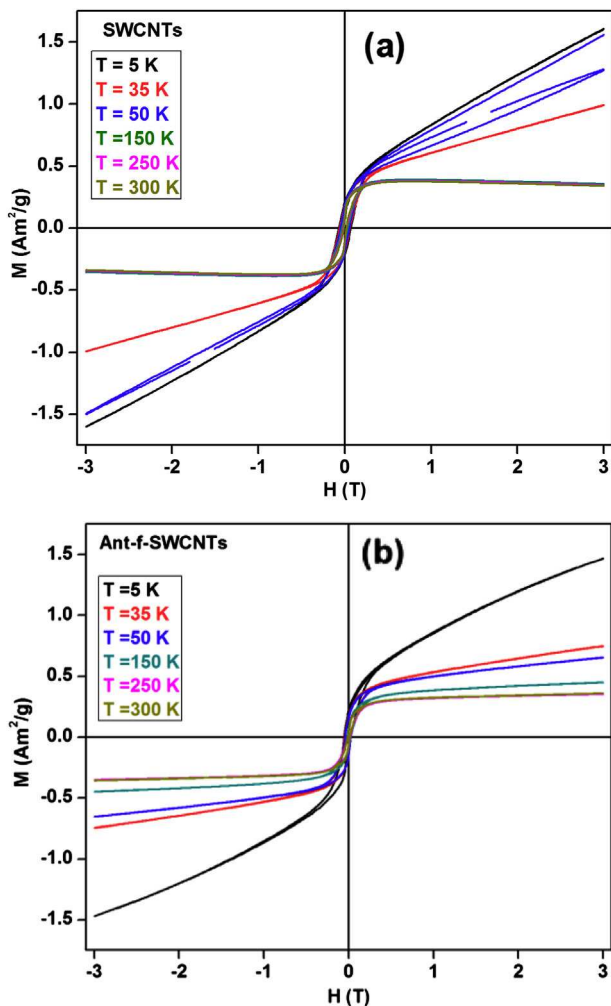 SWCNTs
(a)
T = 5 K
T = 35 K
T = 50 K
T =150 K
T = 250 K
T = 300 K
M (Am²/g)
1.5
1.0
0.5
0.0
-0.5
-1.0
-1.5
-3 -2 -1 0 1 2 3
H (T)
Ant-f-SWCNTs
(b)
T =5 K
T =35 K
T =50 K
T =150 K
T =250 K
T =300 K
M (Am²/g)
1.5
1.0
0.5
0.0
-0.5
-1.0
-1.5
-3 -2 -1 0 1 2 3
H (T)